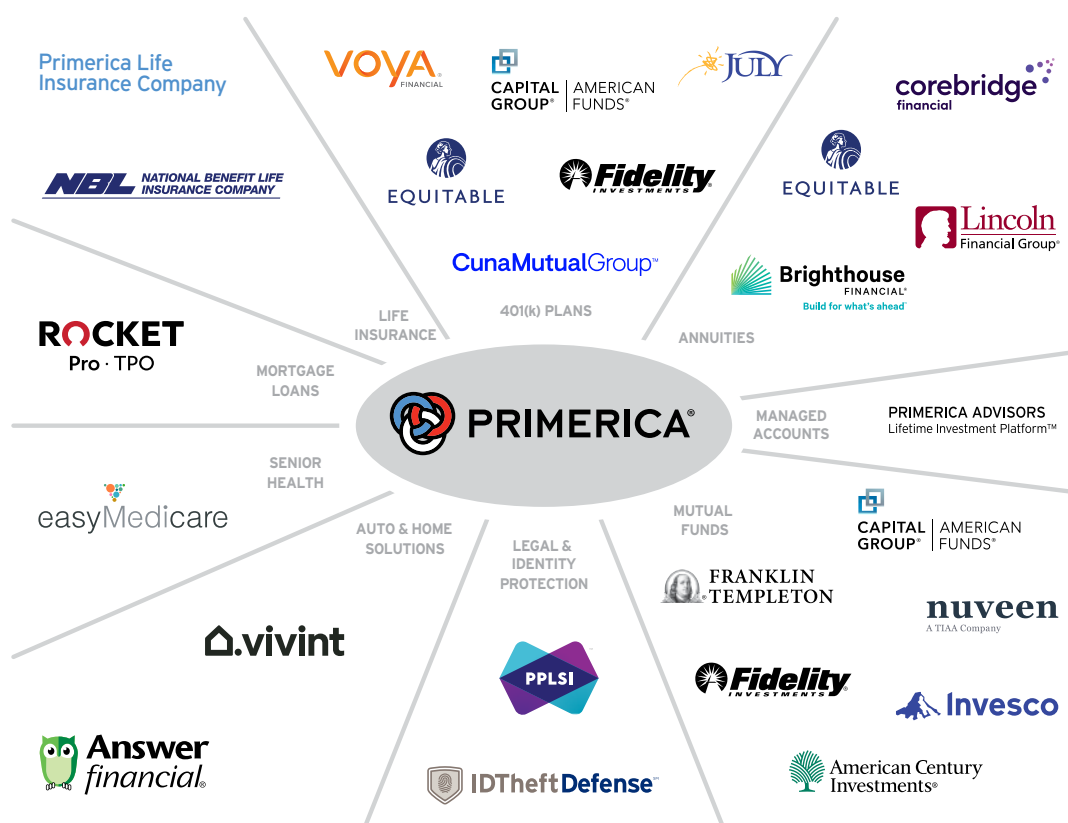 Primerica Life
Insurance Company
NBL NATIONAL BENEFIT LIFE
INSURANCE COMPANY
LIFE
INSURANCE
VOYA®
FINANCIAL
CAPITAL
GROUP®
AMERICAN
FUNDS®
JULY
EQUITABLE
Fidelity®
INVESTMENTS
CunaMutualGroup™
401(k) PLANS
corebridge
financial
EQUITABLE
Lincoln
Financial Group®
Brighthouse
FINANCIAL®
Build for what's ahead℠
ANNUITIES
ROCKET
Pro · TPO
MORTGAGE
LOANS
PRIMERICA®
MANAGED
ACCOUNTS
PRIMERICA ADVISORS
Lifetime Investment Platform™
SENIOR
HEALTH
easyMedicare
AUTO & HOME
SOLUTIONS
vivint
Answer
financial®
LEGAL &
IDENTITY
PROTECTION
PPLSI
IDTheftDefense℠
MUTUAL
FUNDS
CAPITAL
GROUP®
AMERICAN
FUNDS®
FRANKLIN
TEMPLETON
nuveen
A TIAA Company
Fidelity®
INVESTMENTS
Invesco
American Century
Investments®